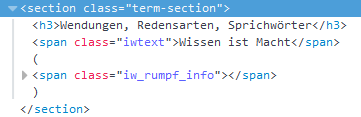 <section class="term-section">
<h3>Wendungen, Redensarten, Sprichwörter</h3>
<span class="iwtext">Wissen ist Macht</span>
(
<span class="iw_rumpf_info"></span>
)
</section>